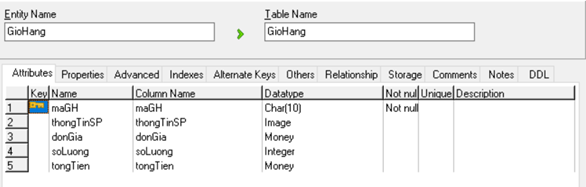 Entity Name Table Name
GioHang GioHang
Attributes Properties Advanced Indexes Alternate Keys Others Relationship Storage Comments Notes DDL
Key Name Column Name Datatype Not nul Unique Description
1 maGH maGH Char(10) Not null
2 thongTinSP thongTinSP Image
3 donGia donGia Money
4 soLuong soLuong Integer
5 tongTien tongTien Money